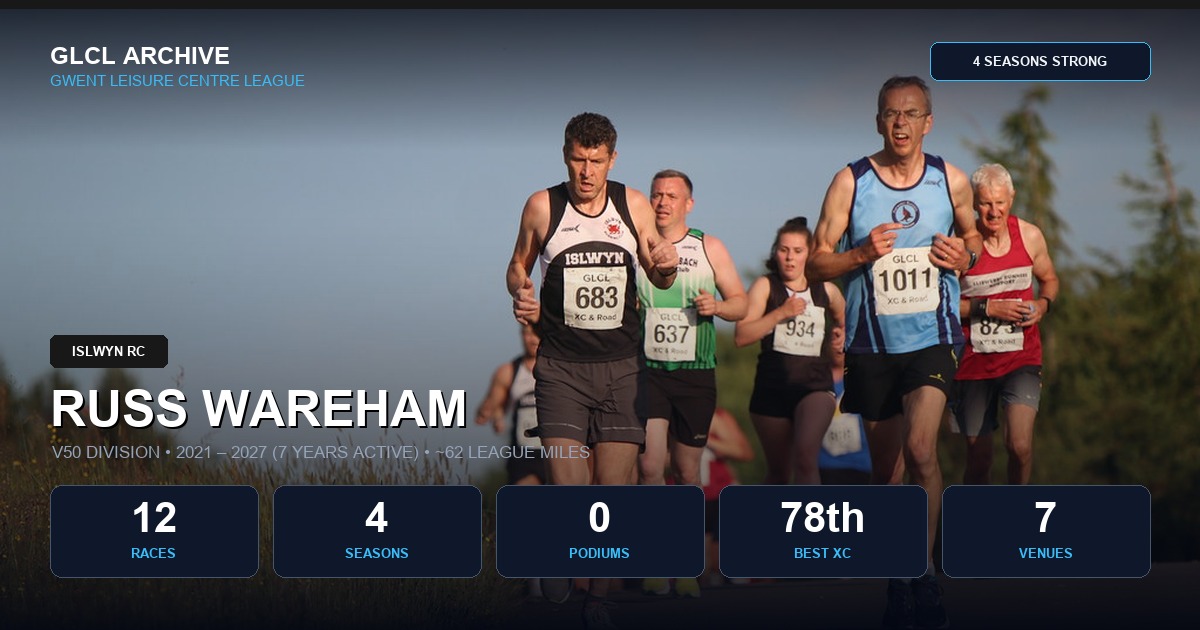 GLCL ARCHIVE
GWENT LEISURE CENTRE LEAGUE
4 SEASONS STRONG
ISLWYN
GLCL
683
XC & Road
BACH
GLCL
637
XC & Road
934
GLCL
1011
XC & Road
ISLWYN RC
RUSS WAREHAM
V50 DIVISION • 2021 – 2027 (7 YEARS ACTIVE) • ~62 LEAGUE MILES
12
RACES
4
SEASONS
0
PODIUMS
78th
BEST XC
7
VENUES